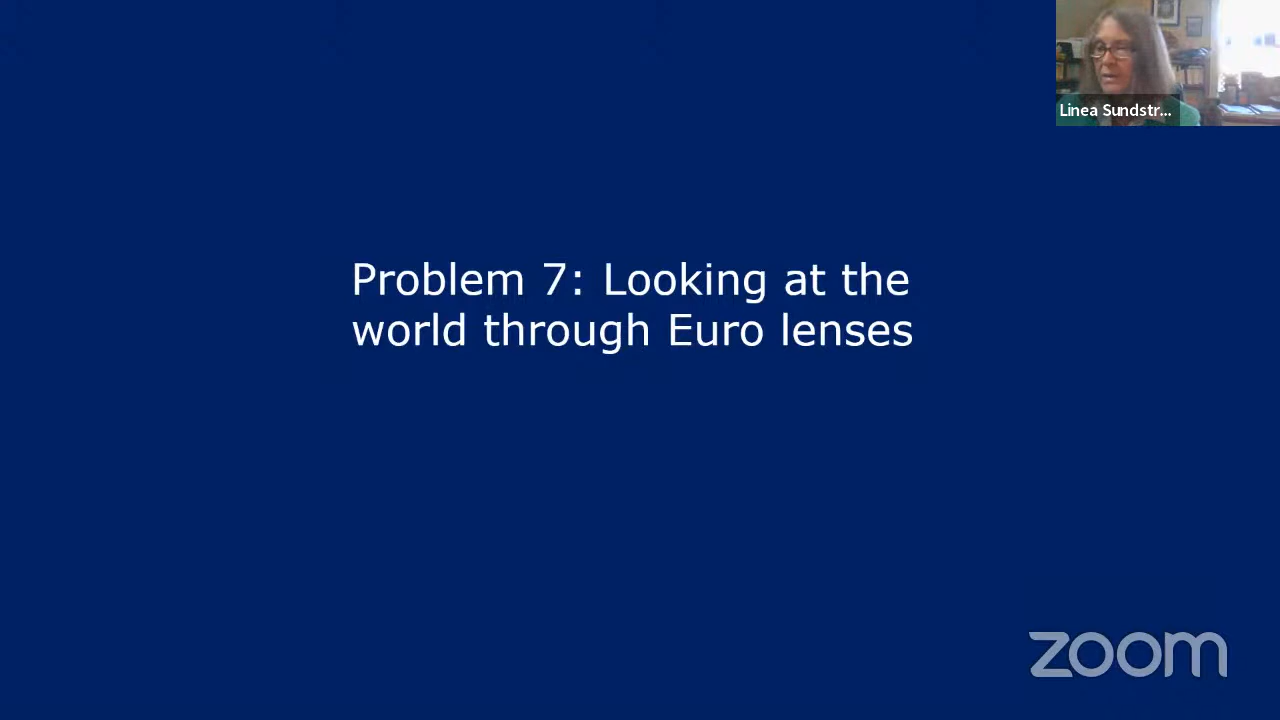 Linea Sundstr...
Problem 7: Looking at the
world through Euro lenses
zoom